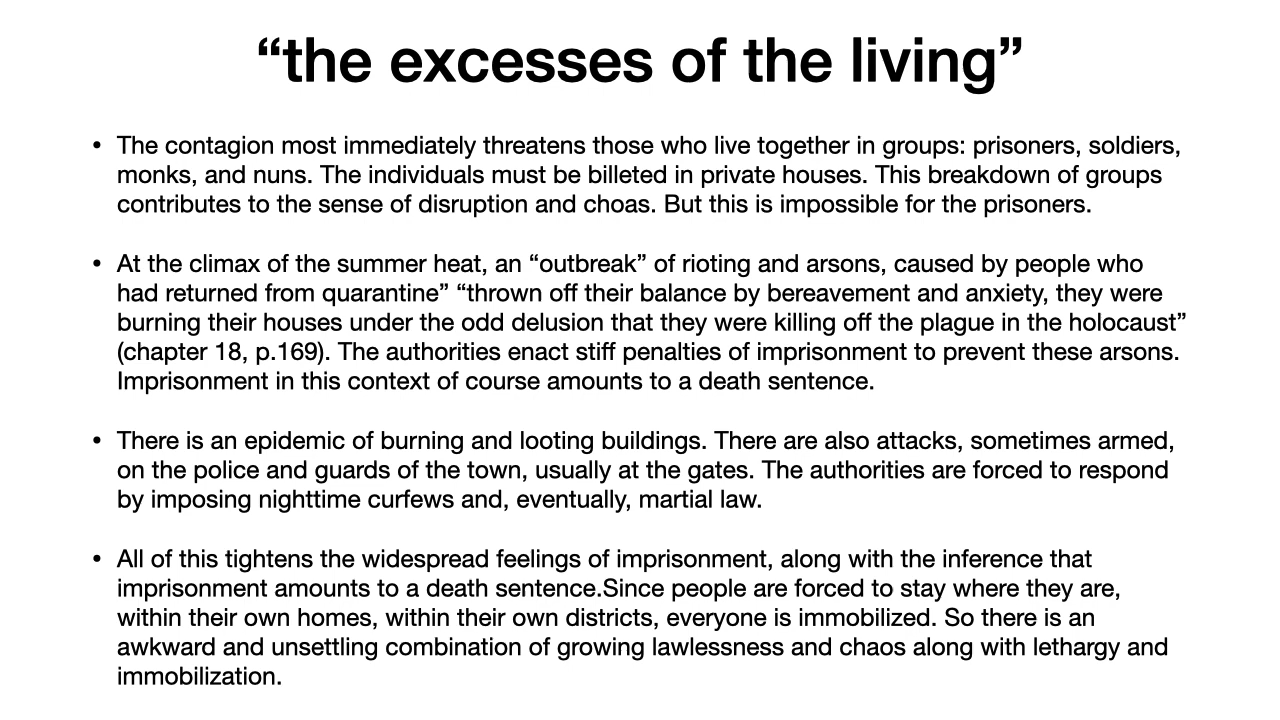 “the excesses of the living”
• The contagion most immediately threatens those who live together in groups: prisoners, soldiers,
monks, and nuns. The individuals must be billeted in private houses. This breakdown of groups
contributes to the sense of disruption and choas. But this is impossible for the prisoners.
• At the climax of the summer heat, an “outbreak” of rioting and arsons, caused by people who
had returned from quarantine” “thrown off their balance by bereavement and anxiety, they were
burning their houses under the odd delusion that they were killing off the plague in the holocaust”
(chapter 18, p.169). The authorities enact stiff penalties of imprisonment to prevent these arsons.
Imprisonment in this context of course amounts to a death sentence.
• There is an epidemic of burning and looting buildings. There are also attacks, sometimes armed,
on the police and guards of the town, usually at the gates. The authorities are forced to respond
by imposing nighttime curfews and, eventually, martial law.
• All of this tightens the widespread feelings of imprisonment, along with the inference that
imprisonment amounts to a death sentence.Since people are forced to stay where they are,
within their own homes, within their own districts, everyone is immobilized. So there is an
awkward and unsettling combination of growing lawlessness and chaos along with lethargy and
immobilization.